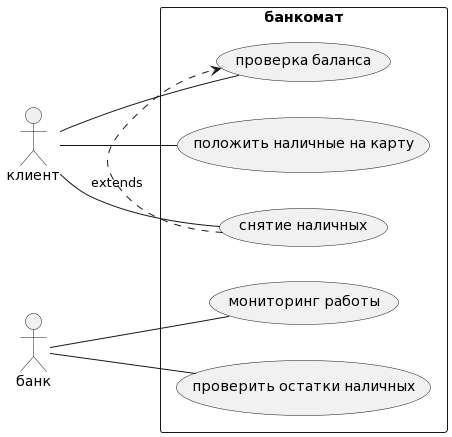 банкомат
проверка баланса
клиент
положить наличные на карту
extends
снятие наличных
банк
мониторинг работы
проверить остатки наличных